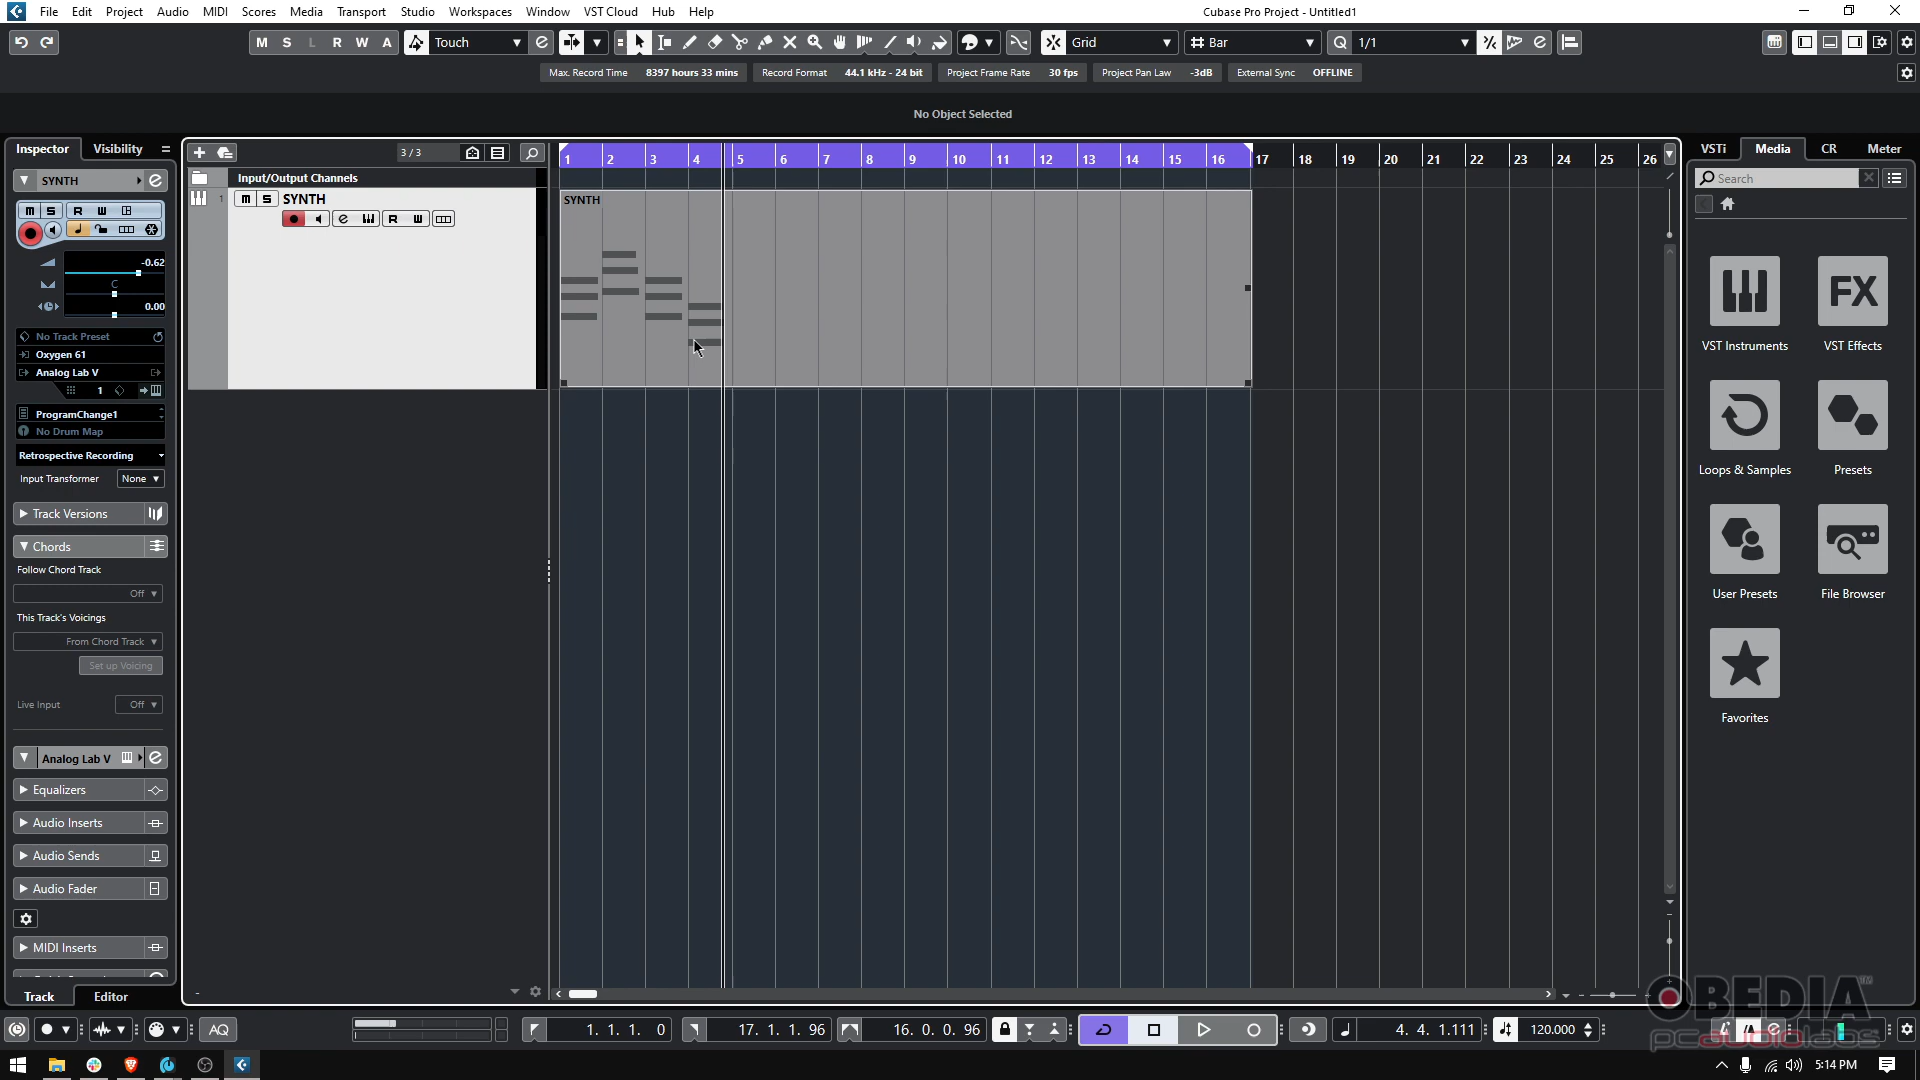 File Edit Project Audio MIDI Scores Media Transport Studio Workspaces Window VST Cloud Hub Help
Cubase Pro Project - Untitled1
M S L R W A Touch Grid Bar Q 1/1
Max. Record Time 8397 hours 33 mins Record Format 44.1 kHz - 24 bit Project Frame Rate 30 fps Project Pan Law -3dB External Sync OFFLINE
No Object Selected
Inspector Visibility
3 / 3
1 2 3 4 5 6 7 8 9 10 11 12 13 14 15 16 17 18 19 20 21 22 23 24 25 26
VSTi Media CR Meter
Search
SYNTH
Input/Output Channels
1 m S SYNTH
R W
SYNTH
m S R W
-0.62
C
0.00
No Track Preset
Oxygen 61
Analog Lab V
1
ProgramChange1
No Drum Map
Retrospective Recording
Input Transformer None
Track Versions
Chords
Follow Chord Track
Off
This Track's Voicings
From Chord Track
Set up Voicing
Live Input Off
Analog Lab V
Equalizers
Audio Inserts
Audio Sends
Audio Fader
MIDI Inserts
Track Editor
FX
VST Instruments VST Effects
Loops & Samples Presets
User Presets File Browser
Favorites
AQ
1. 1. 1. 0
17. 1. 1. 96
16. 0. 0. 96
4. 4. 1.111
120.000
OBEDIA™
pcaudiolabs
5:14 PM